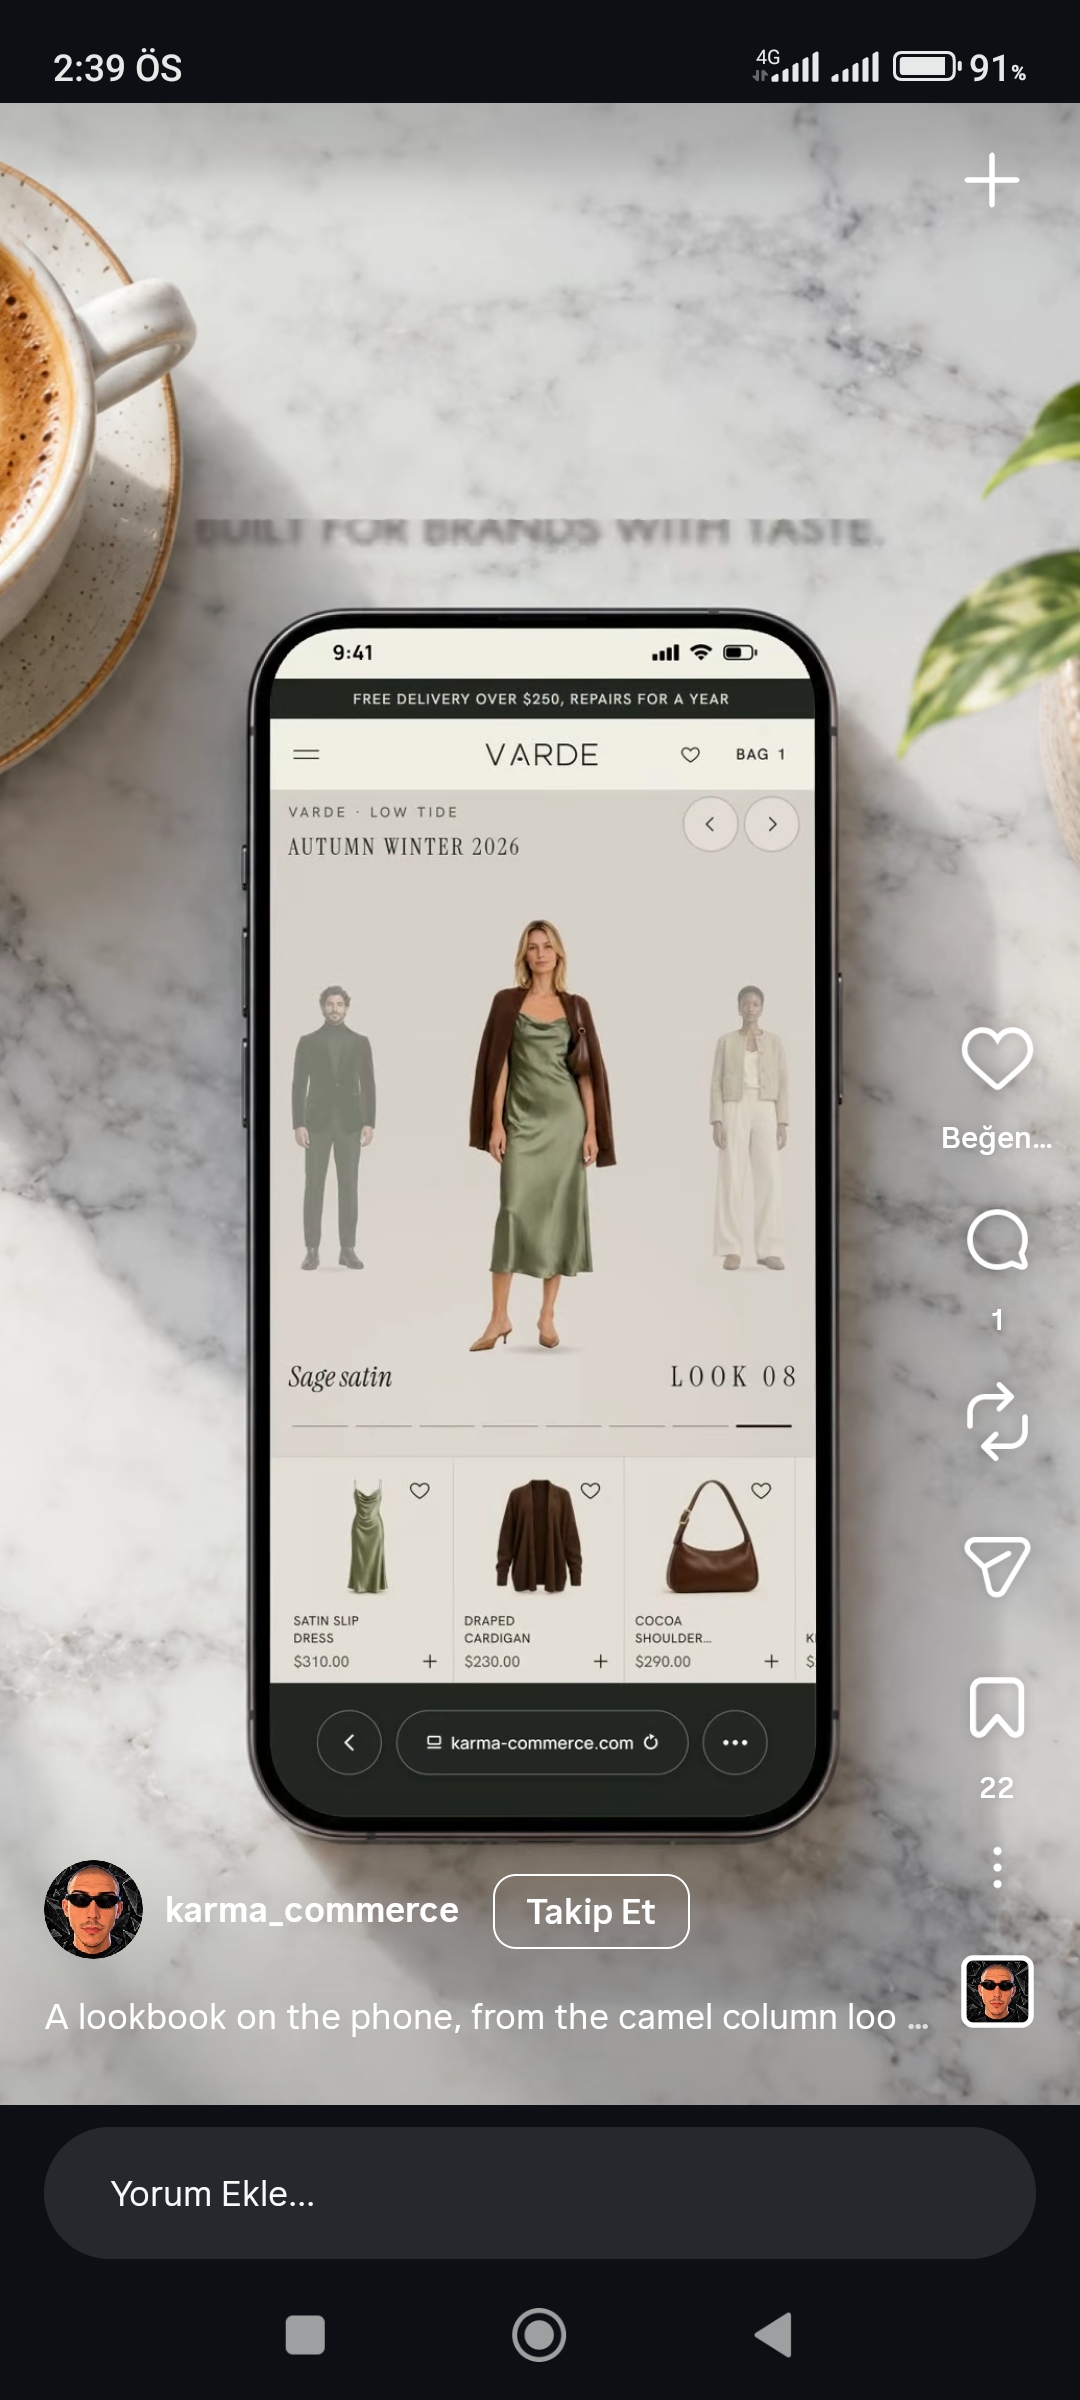 2:39 ÖS
4G
91%
BUILT FOR BRANDS WITH TASTE.
9:41
FREE DELIVERY OVER $250, REPAIRS FOR A YEAR
VARDE
BAG 1
VARDE · LOW TIDE
AUTUMN WINTER 2026
Beğen...
1
Sage satin
LOOK 08
SATIN SLIP
DRESS
$310.00
DRAPED
CARDIGAN
$230.00
COCOA
SHOULDER...
$290.00
karma-commerce.com
22
karma_commerce
Takip Et
A lookbook on the phone, from the camel column loo ...
Yorum Ekle...